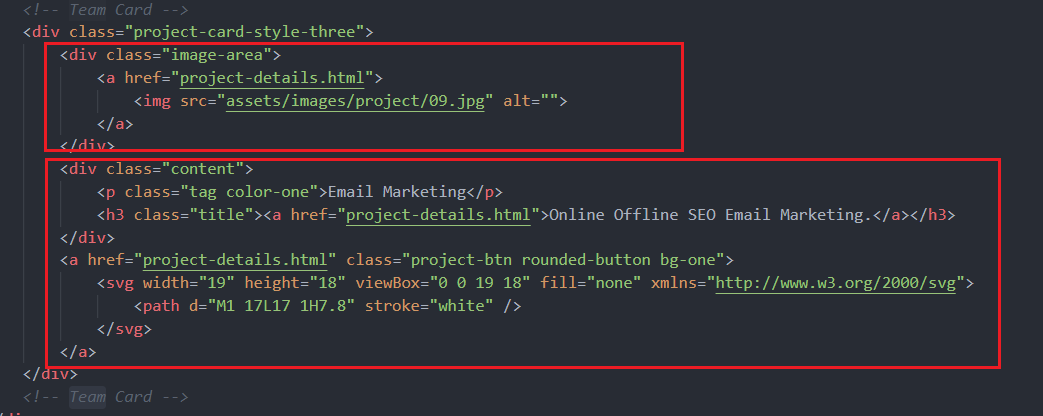 <!-- Team Card -->
<div class="project-card-style-three">
<div class="image-area">
<a href="project-details.html">
<img src="assets/images/project/09.jpg" alt="">
</a>
</div>
<div class="content">
<p class="tag color-one">Email Marketing</p>
<h3 class="title"><a href="project-details.html">Online Offline SEO Email Marketing.</a></h3>
</div>
<a href="project-details.html" class="project-btn rounded-button bg-one">
<svg width="19" height="18" viewBox="0 0 19 18" fill="none" xmlns="http://www.w3.org/2000/svg">
<path d="M1 17L17 1H7.8" stroke="white" />
</svg>
</a>
</div>
<!-- Team Card -->